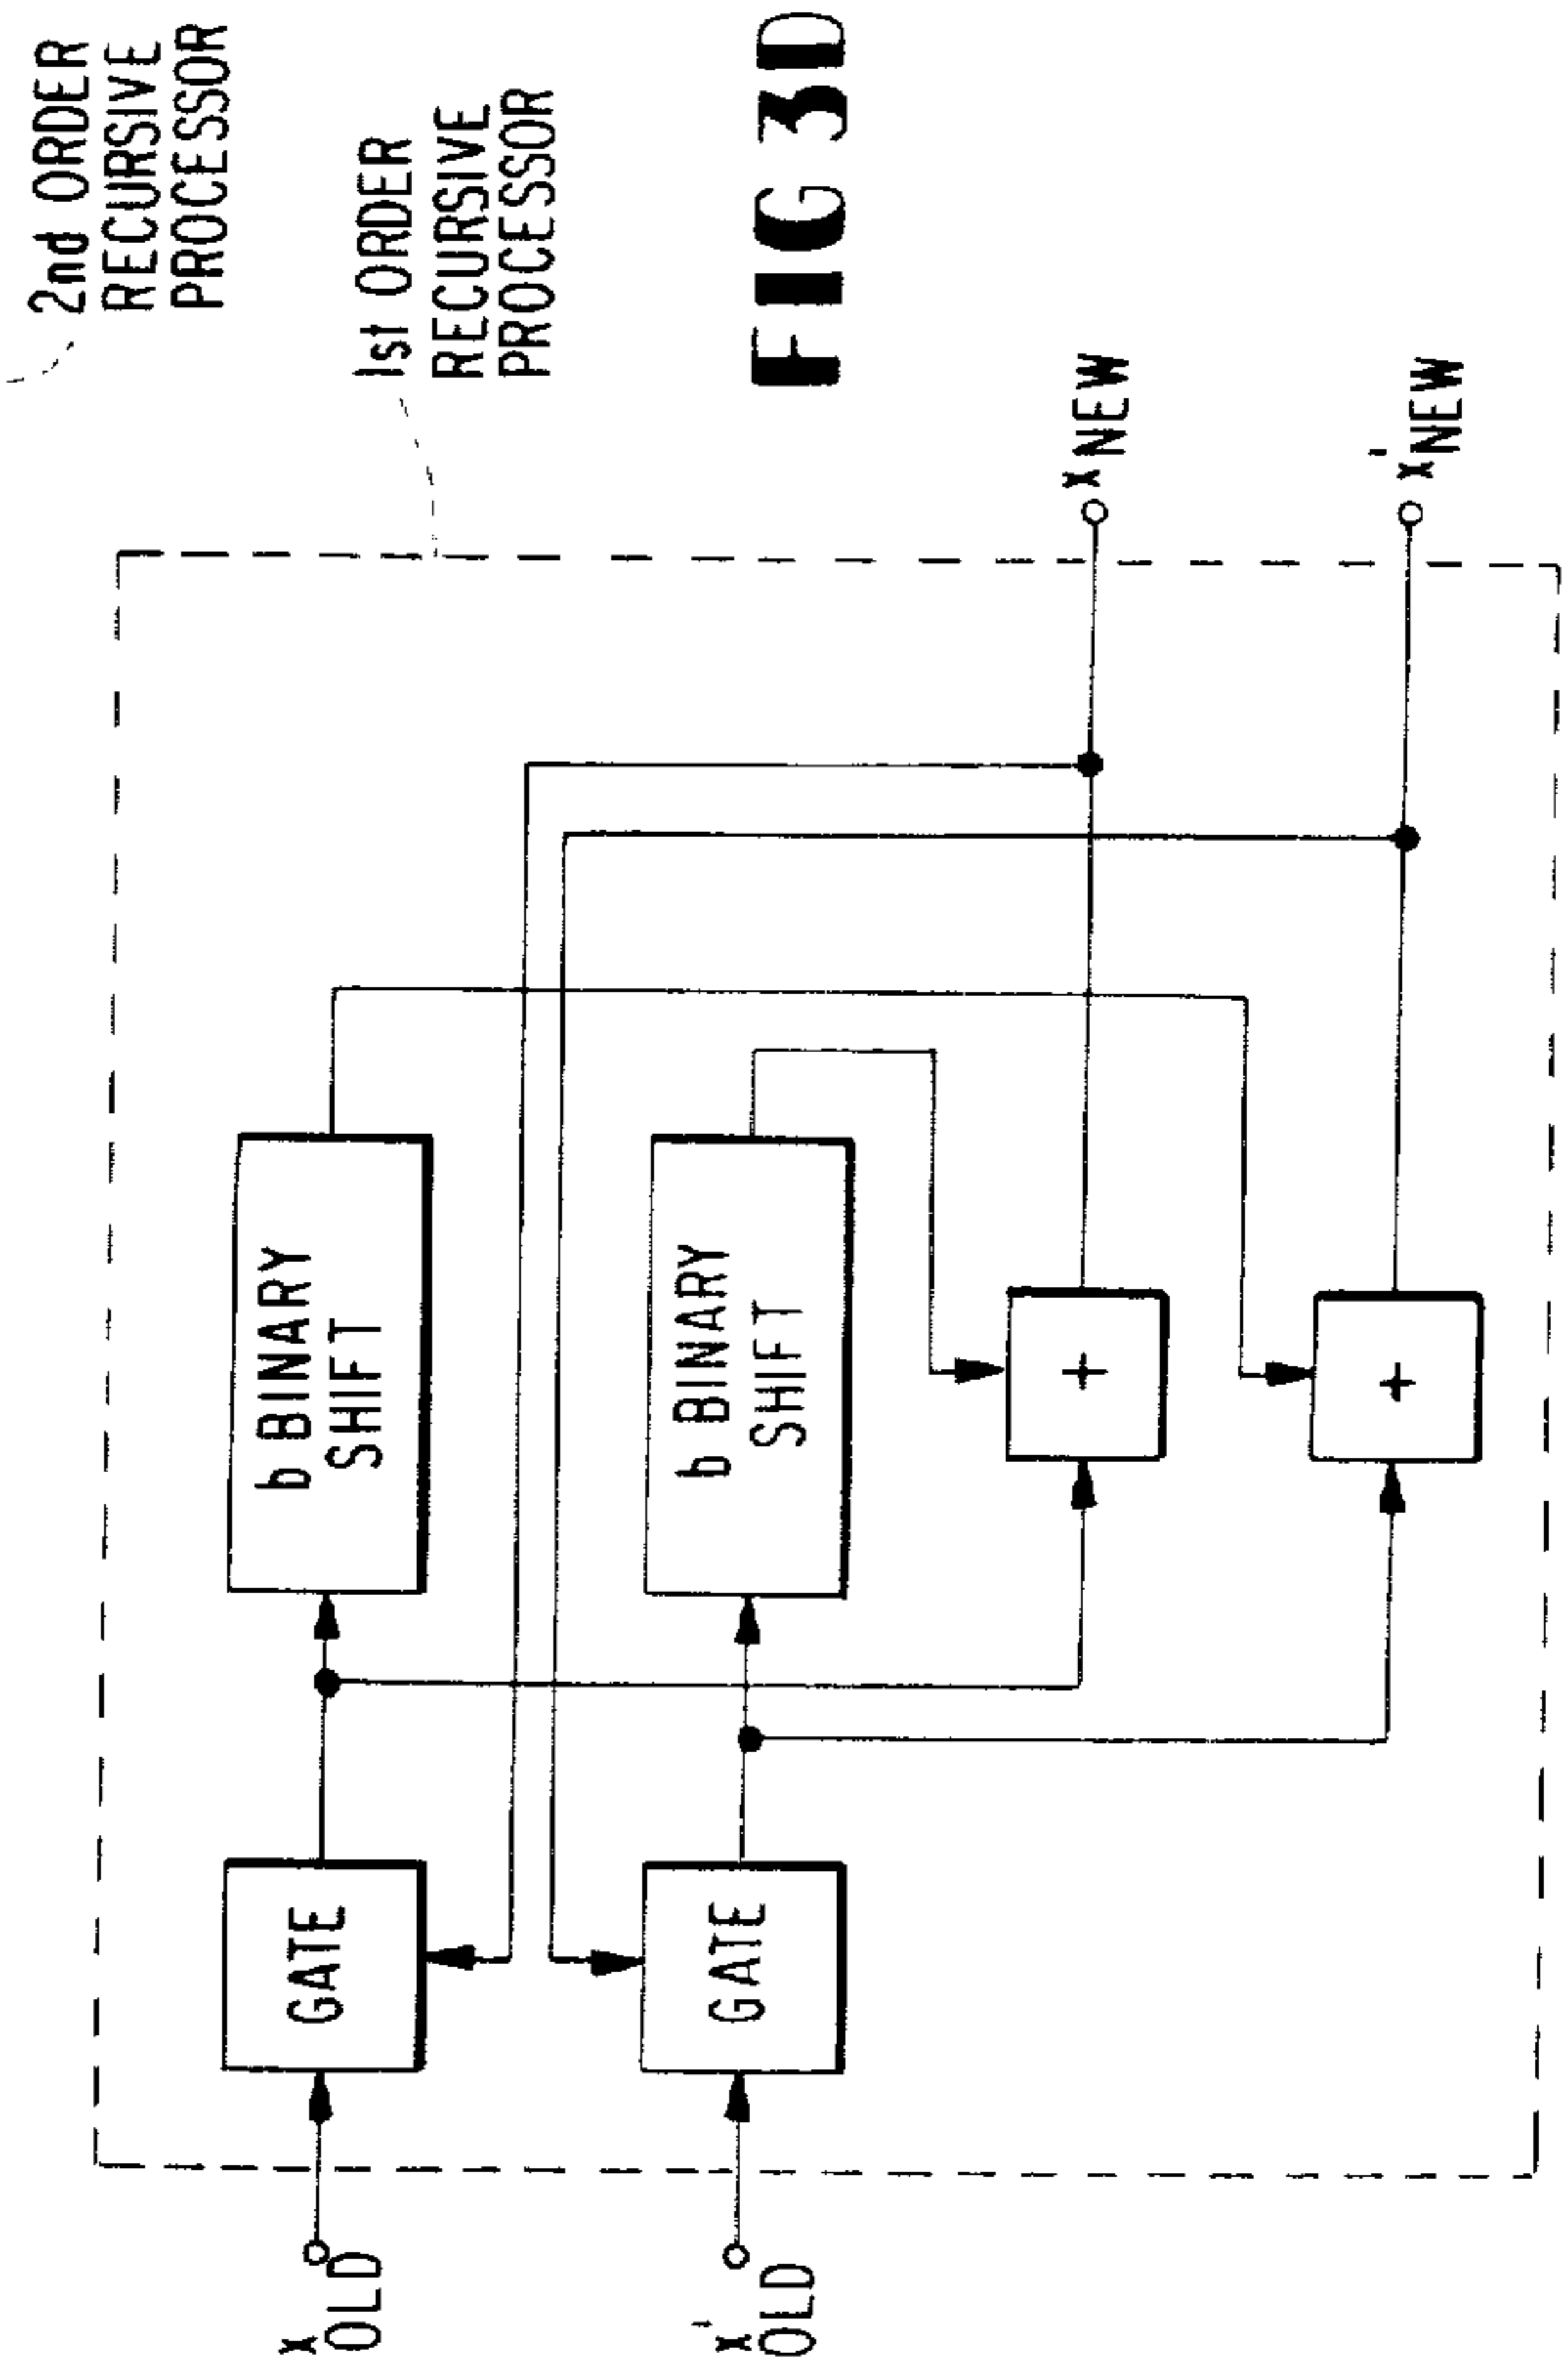 2nd ORDER
RECURSIVE
PROCESSOR
1st ORDER
RECURSIVE
PROCESSOR
FIG 3D
x OLD
GATE
b BINARY
SHIFT
x' OLD
GATE
b BINARY
SHIFT
+
x NEW
+
x' NEW